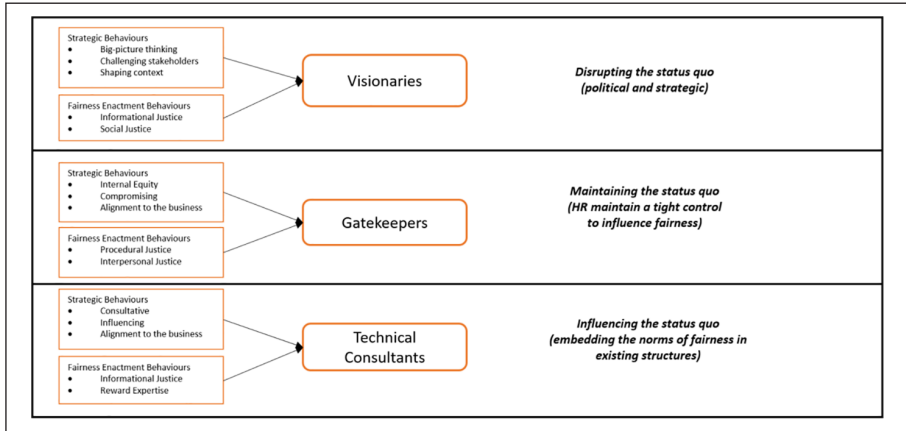 Strategic Behaviours
• Big-picture thinking
• Challenging stakeholders
• Shaping context
Fairness Enactment Behaviours
• Informational Justice
• Social Justice
Visionaries
Disrupting the status quo
(political and strategic)
Strategic Behaviours
• Internal Equity
• Compromising
• Alignment to the business
Fairness Enactment Behaviours
• Procedural Justice
• Interpersonal Justice
Gatekeepers
Maintaining the status quo
(HR maintain a tight control
to influence fairness)
Strategic Behaviours
• Consultative
• Influencing
• Alignment to the business
Fairness Enactment Behaviours
• Informational Justice
• Reward Expertise
Technical
Consultants
Influencing the status quo
(embedding the norms of fairness in
existing structures)